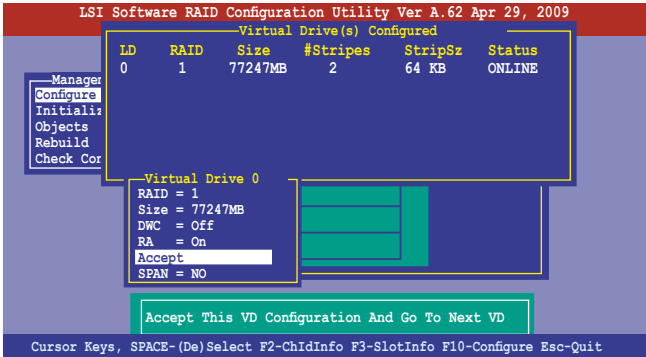 LSI Software RAID Configuration Utility Ver A.62 Apr 29, 2009
Virtual Drive(s) Configured
LD RAID Size #Stripes StripSz Status
0 1 77247MB 2 64 KB ONLINE
Managem
Configure
Initializ
Objects
Rebuild
Check Con
Virtual Drive 0
RAID = 1
Size = 77247MB
DWC = Off
RA = On
Accept
SPAN = NO
Accept This VD Configuration And Go To Next VD
Cursor Keys, SPACE-(De)Select F2-ChIdInfo F3-SlotInfo F10-Configure Esc-Quit